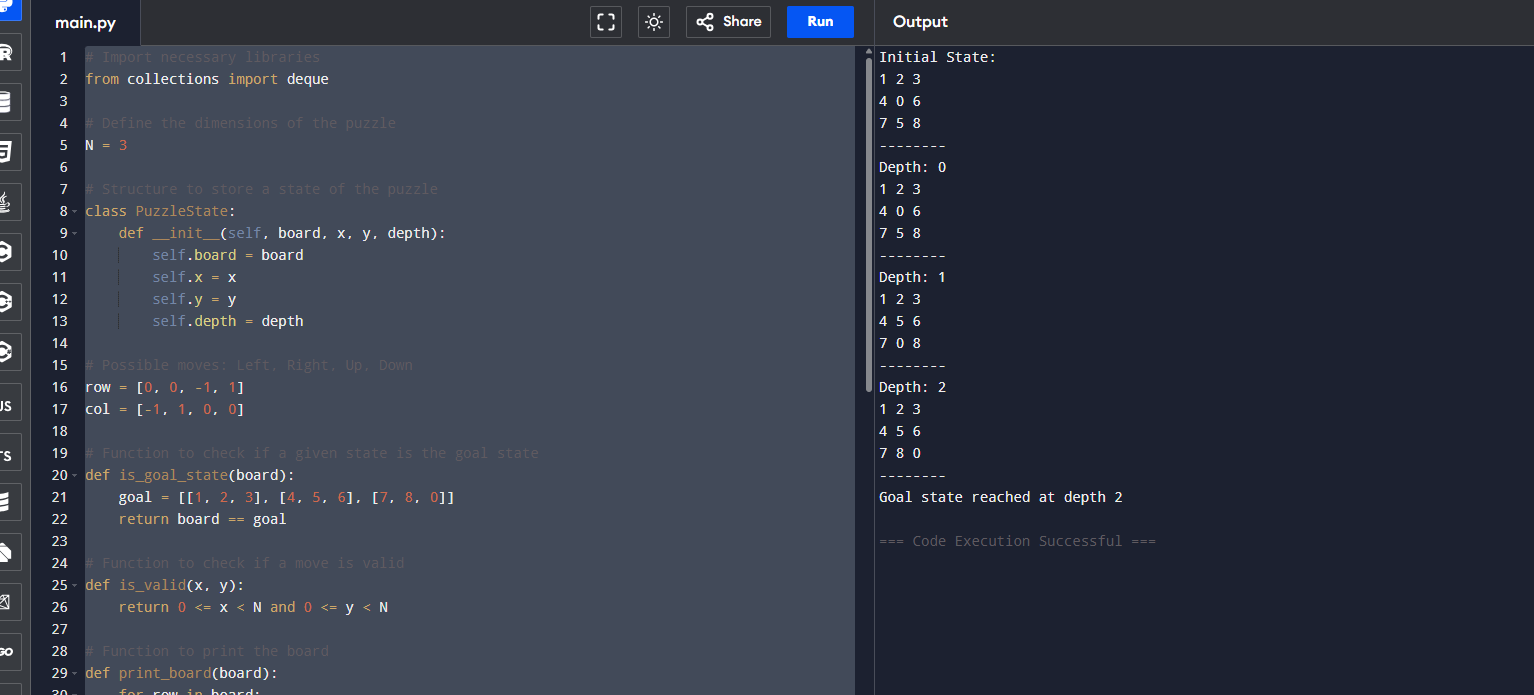 main.py
Share
Run
Output
1 # Import necessary libraries
2 from collections import deque
3
4 # Define the dimensions of the puzzle
5 N = 3
6
7 # Structure to store a state of the puzzle
8 class PuzzleState:
9     def __init__(self, board, x, y, depth):
10         self.board = board
11         self.x = x
12         self.y = y
13         self.depth = depth
14
15 # Possible moves: Left, Right, Up, Down
16 row = [0, 0, -1, 1]
17 col = [-1, 1, 0, 0]
18
19 # Function to check if a given state is the goal state
20 def is_goal_state(board):
21     goal = [[1, 2, 3], [4, 5, 6], [7, 8, 0]]
22     return board == goal
23
24 # Function to check if a move is valid
25 def is_valid(x, y):
26     return 0 <= x < N and 0 <= y < N
27
28 # Function to print the board
29 def print_board(board):
30     for row in board:
Initial State:
1 2 3
4 0 6
7 5 8
--------
Depth: 0
1 2 3
4 0 6
7 5 8
--------
Depth: 1
1 2 3
4 5 6
7 0 8
--------
Depth: 2
1 2 3
4 5 6
7 8 0
--------
Goal state reached at depth 2

=== Code Execution Successful ===